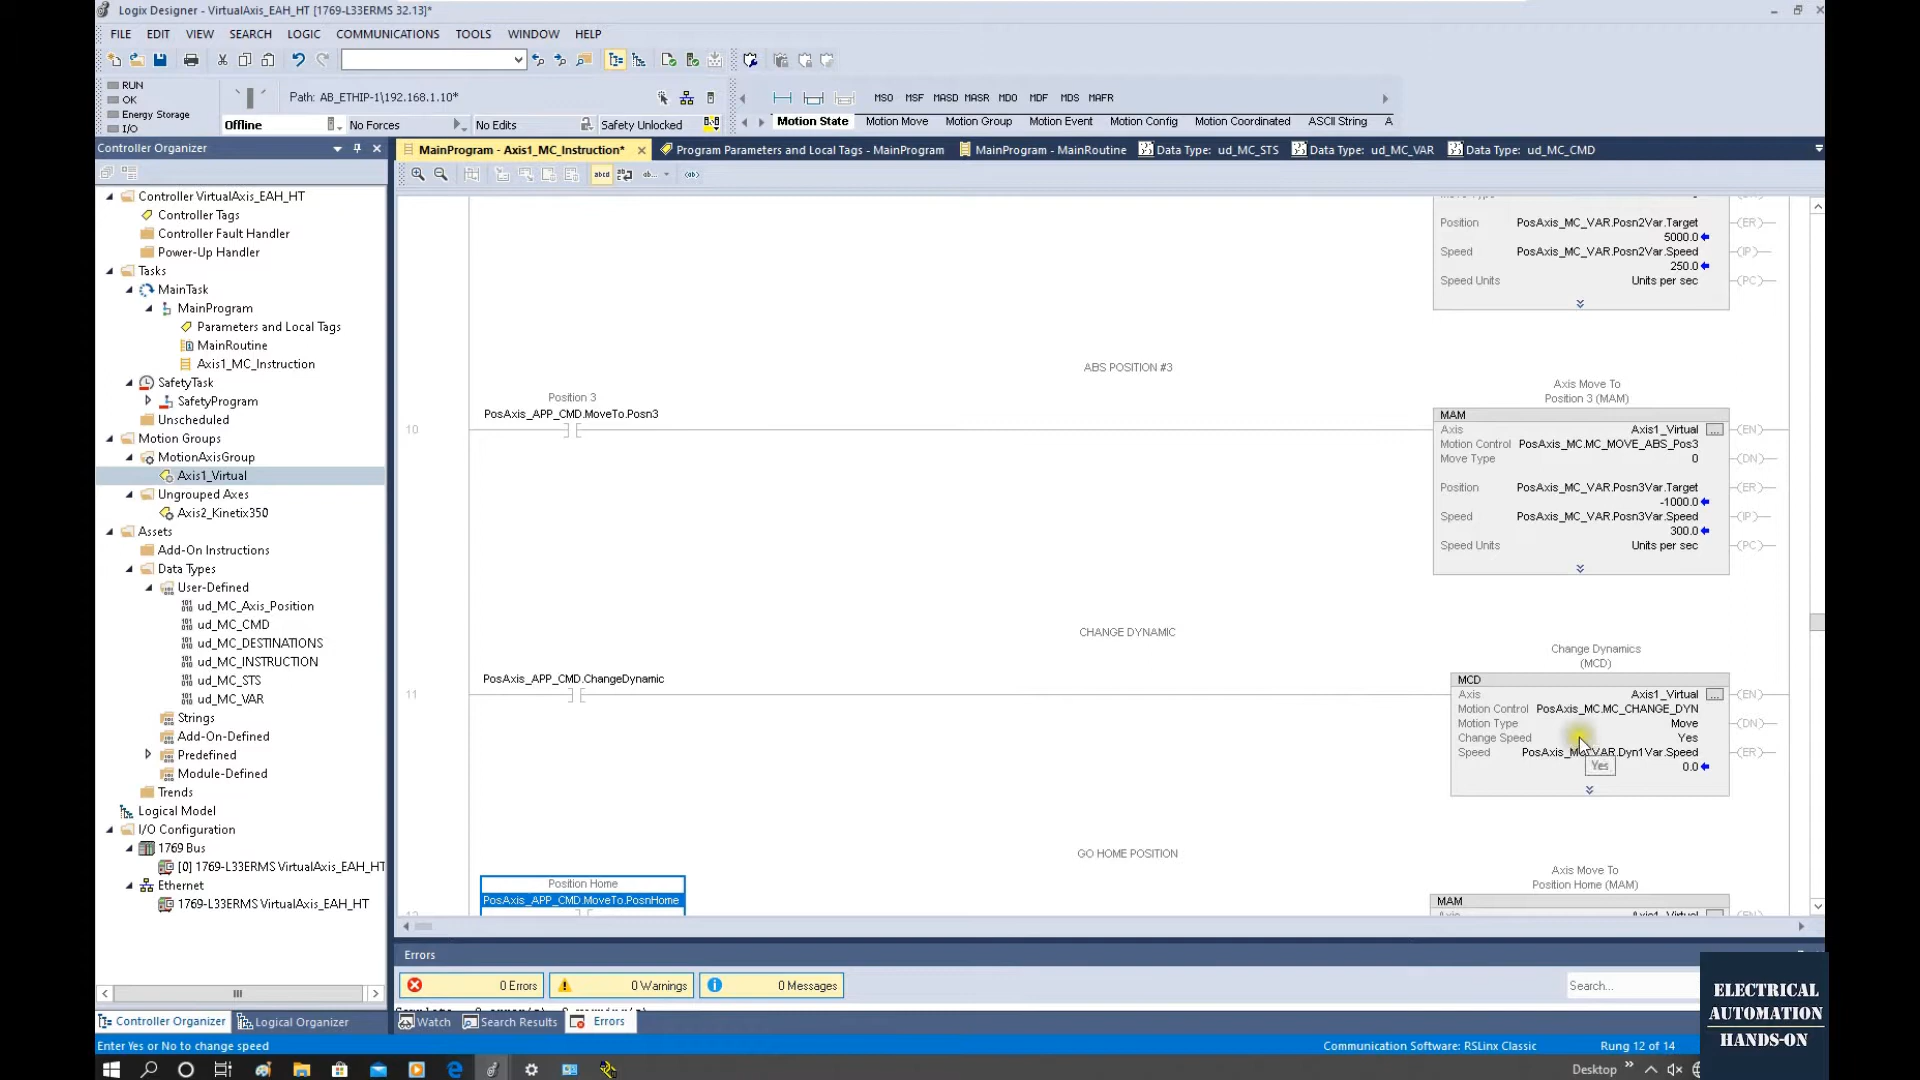 Logix Designer - VirtualAxis_EAH_HT [1769-L33ERMS 32.13]*
FILE EDIT VIEW SEARCH LOGIC COMMUNICATIONS TOOLS WINDOW HELP
RUN
OK
Energy Storage
I/O
Path: AB_ETHIP-1\192.168.1.10*
Offline No Forces No Edits Safety Unlocked
MSO MSF MASD MASR MDO MDF MDS MAFR
Motion State Motion Move Motion Group Motion Event Motion Config Motion Coordinated ASCII String A
Controller Organizer
MainProgram - Axis1_MC_Instruction* Program Parameters and Local Tags - MainProgram MainProgram - MainRoutine Data Type: ud_MC_STS Data Type: ud_MC_VAR Data Type: ud_MC_CMD
Controller VirtualAxis_EAH_HT
Controller Tags
Controller Fault Handler
Power-Up Handler
Tasks
MainTask
MainProgram
Parameters and Local Tags
MainRoutine
Axis1_MC_Instruction
SafetyTask
SafetyProgram
Unscheduled
Motion Groups
MotionAxisGroup
Axis1_Virtual
Ungrouped Axes
Axis2_Kinetix350
Assets
Add-On Instructions
Data Types
User-Defined
ud_MC_Axis_Position
ud_MC_CMD
ud_MC_DESTINATIONS
ud_MC_INSTRUCTION
ud_MC_STS
ud_MC_VAR
Strings
Add-On-Defined
Predefined
Module-Defined
Trends
Logical Model
I/O Configuration
1769 Bus
[0] 1769-L33ERMS VirtualAxis_EAH_HT
Ethernet
1769-L33ERMS VirtualAxis_EAH_HT
Position PosAxis_MC_VAR.Posn2Var.Target (ER)
5000.0
Speed PosAxis_MC_VAR.Posn2Var.Speed (IP)
250.0
Speed Units Units per sec (PC)
ABS POSITION #3
Axis Move To
Position 3 (MAM)
Position 3
PosAxis_APP_CMD.MoveTo.Posn3
10
MAM
Axis Axis1_Virtual ... (EN)
Motion Control PosAxis_MC.MC_MOVE_ABS_Pos3
Move Type 0 (DN)
Position PosAxis_MC_VAR.Posn3Var.Target (ER)
-1000.0
Speed PosAxis_MC_VAR.Posn3Var.Speed (IP)
300.0
Speed Units Units per sec (PC)
CHANGE DYNAMIC
Change Dynamics
(MCD)
PosAxis_APP_CMD.ChangeDynamic
11
MCD
Axis Axis1_Virtual ... (EN)
Motion Control PosAxis_MC.MC_CHANGE_DYN
Motion Type Move (DN)
Change Speed Yes
Speed PosAxis_MC_VAR.Dyn1Var.Speed (ER)
Yes 0.0
GO HOME POSITION
Axis Move To
Position Home (MAM)
Position Home
PosAxis_APP_CMD.MoveTo.PosnHome
MAM
Errors
0 Errors 0 Warnings 0 Messages Search...
Controller Organizer Logical Organizer Watch Search Results Errors
Enter Yes or No to change speed Communication Software: RSLinx Classic Rung 12 of 14
Desktop
ELECTRICAL
AUTOMATION
HANDS-ON